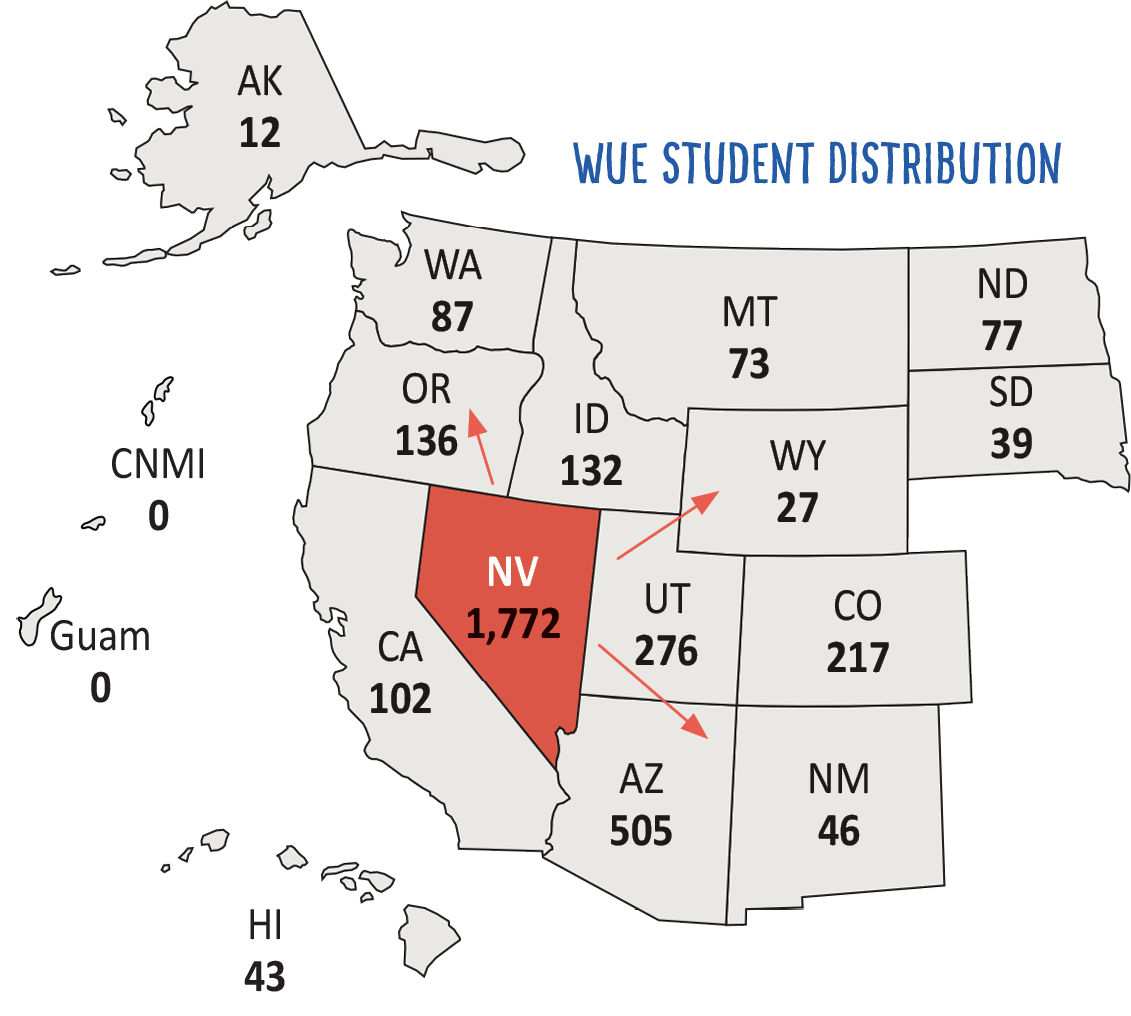 AK
12
WUE STUDENT DISTRIBUTION
WA
87
MT
73
ND
77
OR
136
ID
132
SD
39
WY
27
CNMI
0
NV
1,772
UT
276
CO
217
Guam
0
CA
102
AZ
505
NM
46
HI
43